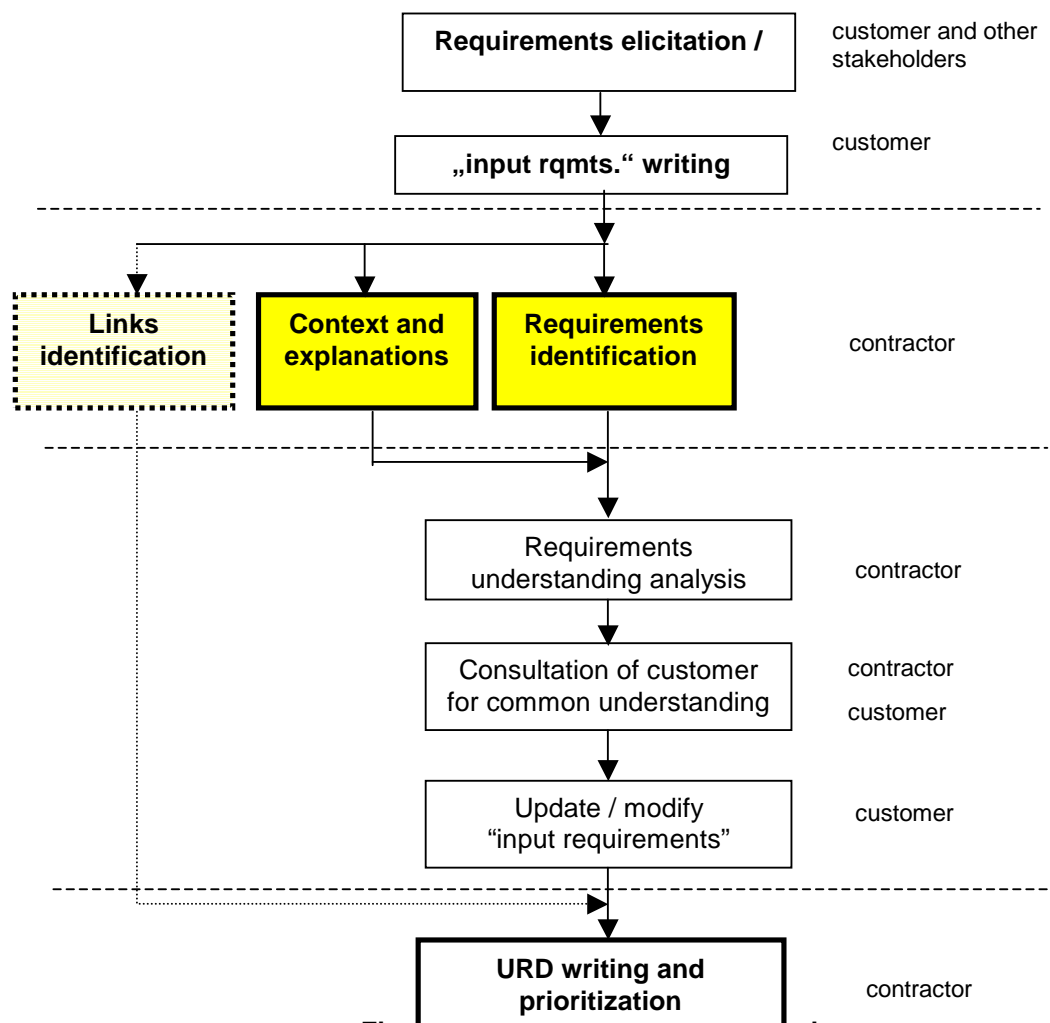 Requirements elicitation /
customer and other
stakeholders
„input rqmts.“ writing
customer
Links
identification
Context and
explanations
Requirements
identification
contractor
Requirements
understanding analysis
contractor
Consultation of customer
for common understanding
contractor
customer
Update / modify
“input requirements”
customer
URD writing and
prioritization
contractor